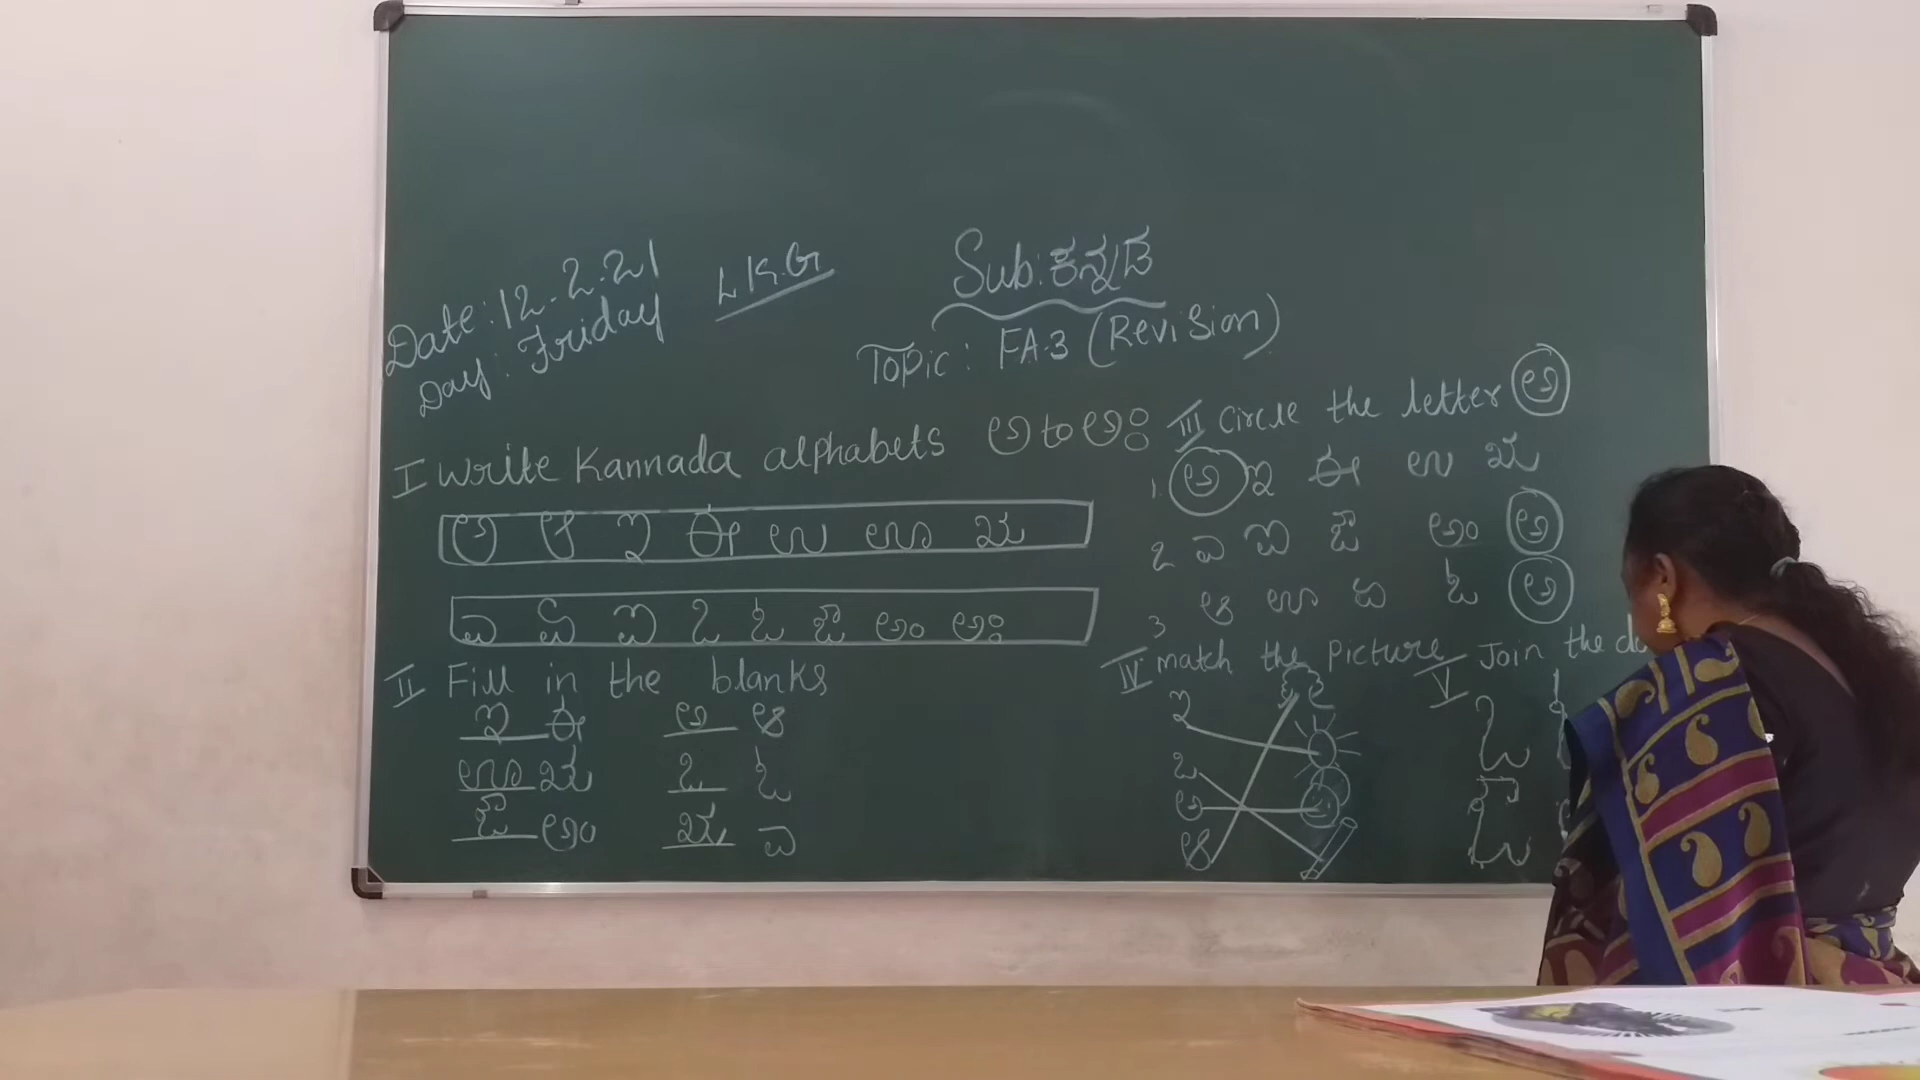 Date: 12.2.21
Day: Friday
L.K.G
Sub: ಕನ್ನಡ
Topic: FA.3 (Revision)
I Write Kannada alphabets ಅ to ಅಃ
ಅ ಆ ಇ ಈ ಉ ಊ ಋ
ಎ ಏ ಐ ಒ ಓ ಔ ಅಂ ಅಃ
II Fill in the blanks
ಇ ಈ ಅ ಆ
ಊ ಋ ಒ ಓ
ಔ ಅಂ ಋ ಎ
III Circle the letter ಅ
1. ಅ ಇ ಈ ಉ ಋ
2 ಎ ಐ ಔ ಅಂ ಅ
3 ಆ ಊ ಏ ಓ ಅ
IV match the picture
ಇ
ಒ
ಅ
ಆ
V Join the
ಒ
ಔ